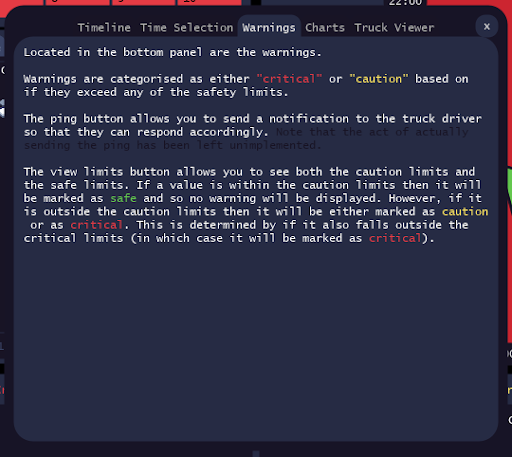 22:00
Timeline Time Selection Warnings Charts Truck Viewer x
Located in the bottom panel are the warnings.
Warnings are categorised as either "critical" or "caution" based on
if they exceed any of the safety limits.
The ping button allows you to send a notification to the truck driver
so that they can respond accordingly. Note that the act of actually
sending the ping has been left unimplemented.
The view limits button allows you to see both the caution limits and
the safe limits. If a value is within the caution limits then it will
be marked as safe and so no warning will be displayed. However, if it
is outside the caution limits then it will be either marked as caution
or as critical. This is determined by if it also falls outside the
critical limits (in which case it will be marked as critical).